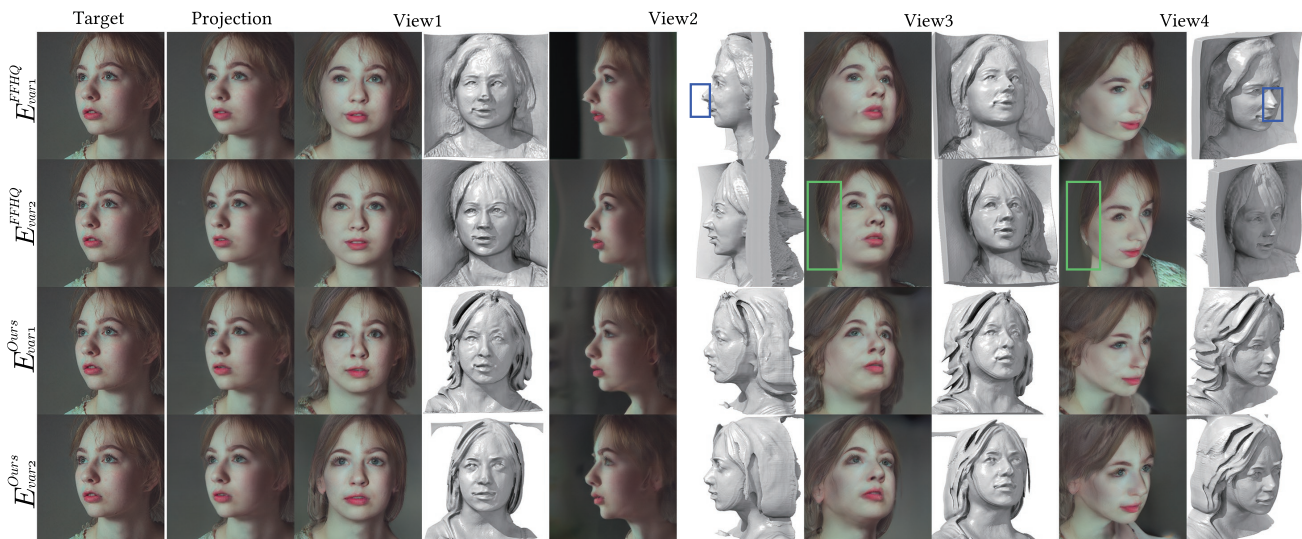 Target Projection View1 View2 View3 View4
E^{FFHQ}_{var1}
E^{FFHQ}_{var2}
E^{Ours}_{var1}
E^{Ours}_{var2}